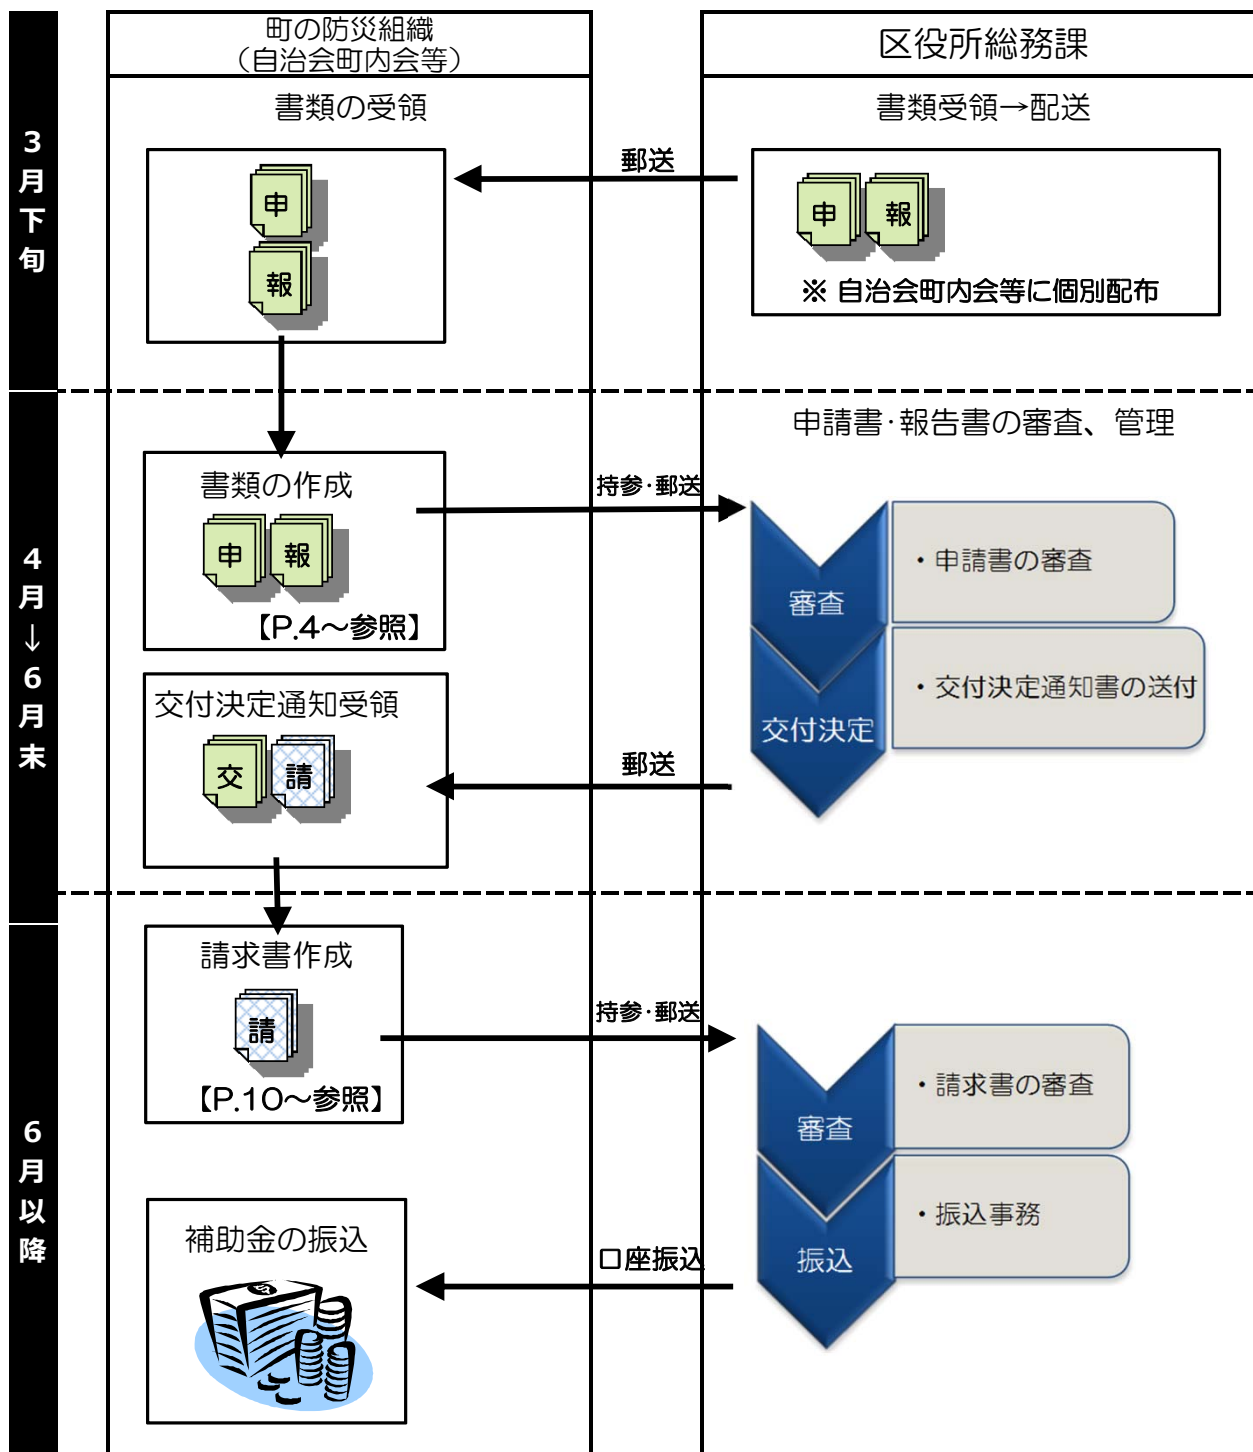 町の防災組織
（自治会町内会等）
区役所総務課
3月下旬
書類の受領
書類受領→配送
郵送
申
報
申
報
※ 自治会町内会等に個別配布
4月→6月末
申請書･報告書の審査、管理
書類の作成
持参･郵送
申
報
【P.4～参照】
審査
・申請書の審査
交付決定
・交付決定通知書の送付
交付決定通知受領
郵送
交
請
6月以降
請求書作成
持参･郵送
請
【P.10～参照】
審査
・請求書の審査
振込
・振込事務
補助金の振込
口座振込